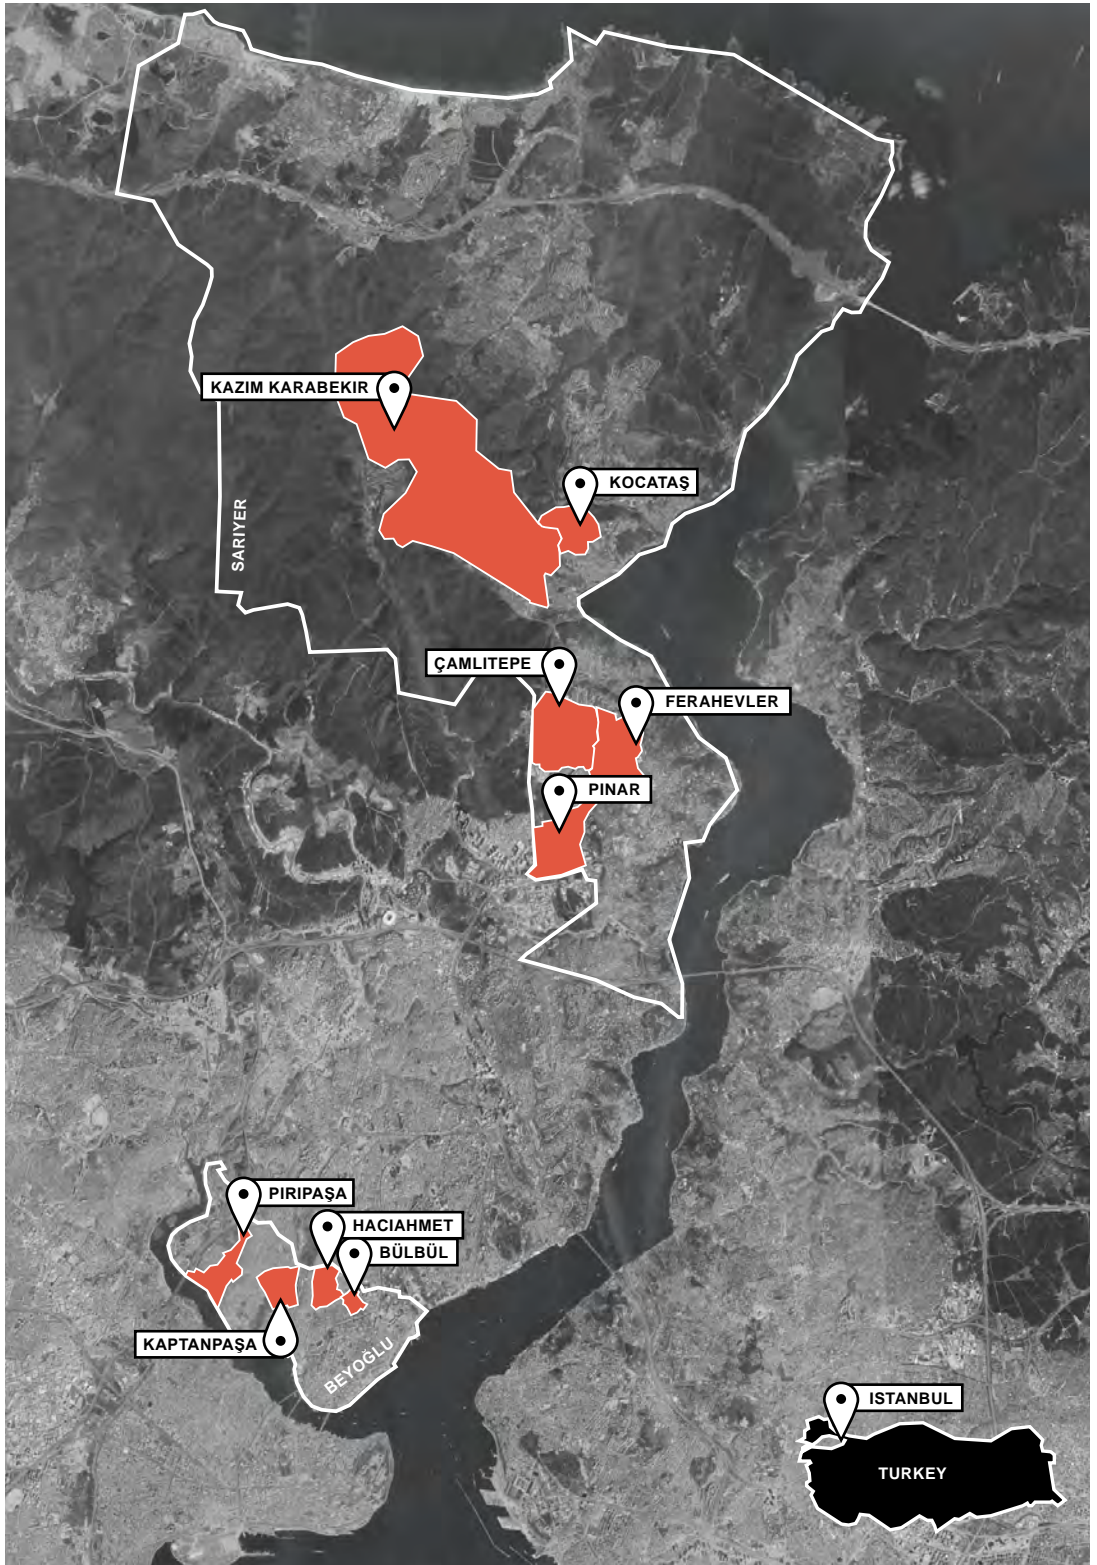 KAZIM KARABEKIR
KOCATAŞ
SARIYER
ÇAMLITEPE
FERAHEVLER
PINAR
PIRIPAŞA
HACIAHMET
BÜLBÜL
KAPTANPAŞA
BEYOĞLU
ISTANBUL
TURKEY